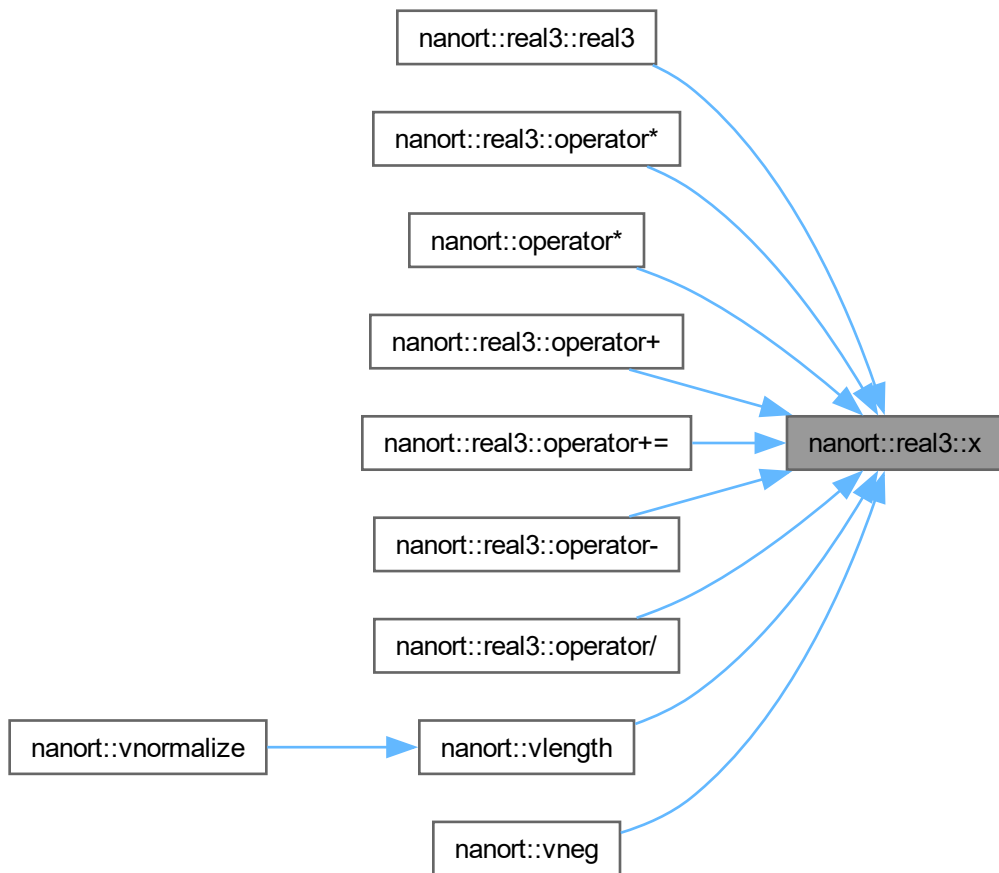 nanort::real3::real3
nanort::real3::operator*
nanort::operator*
nanort::real3::operator+
nanort::real3::operator+=
nanort::real3::x
nanort::real3::operator-
nanort::real3::operator/
nanort::vnormalize
nanort::vlength
nanort::vneg